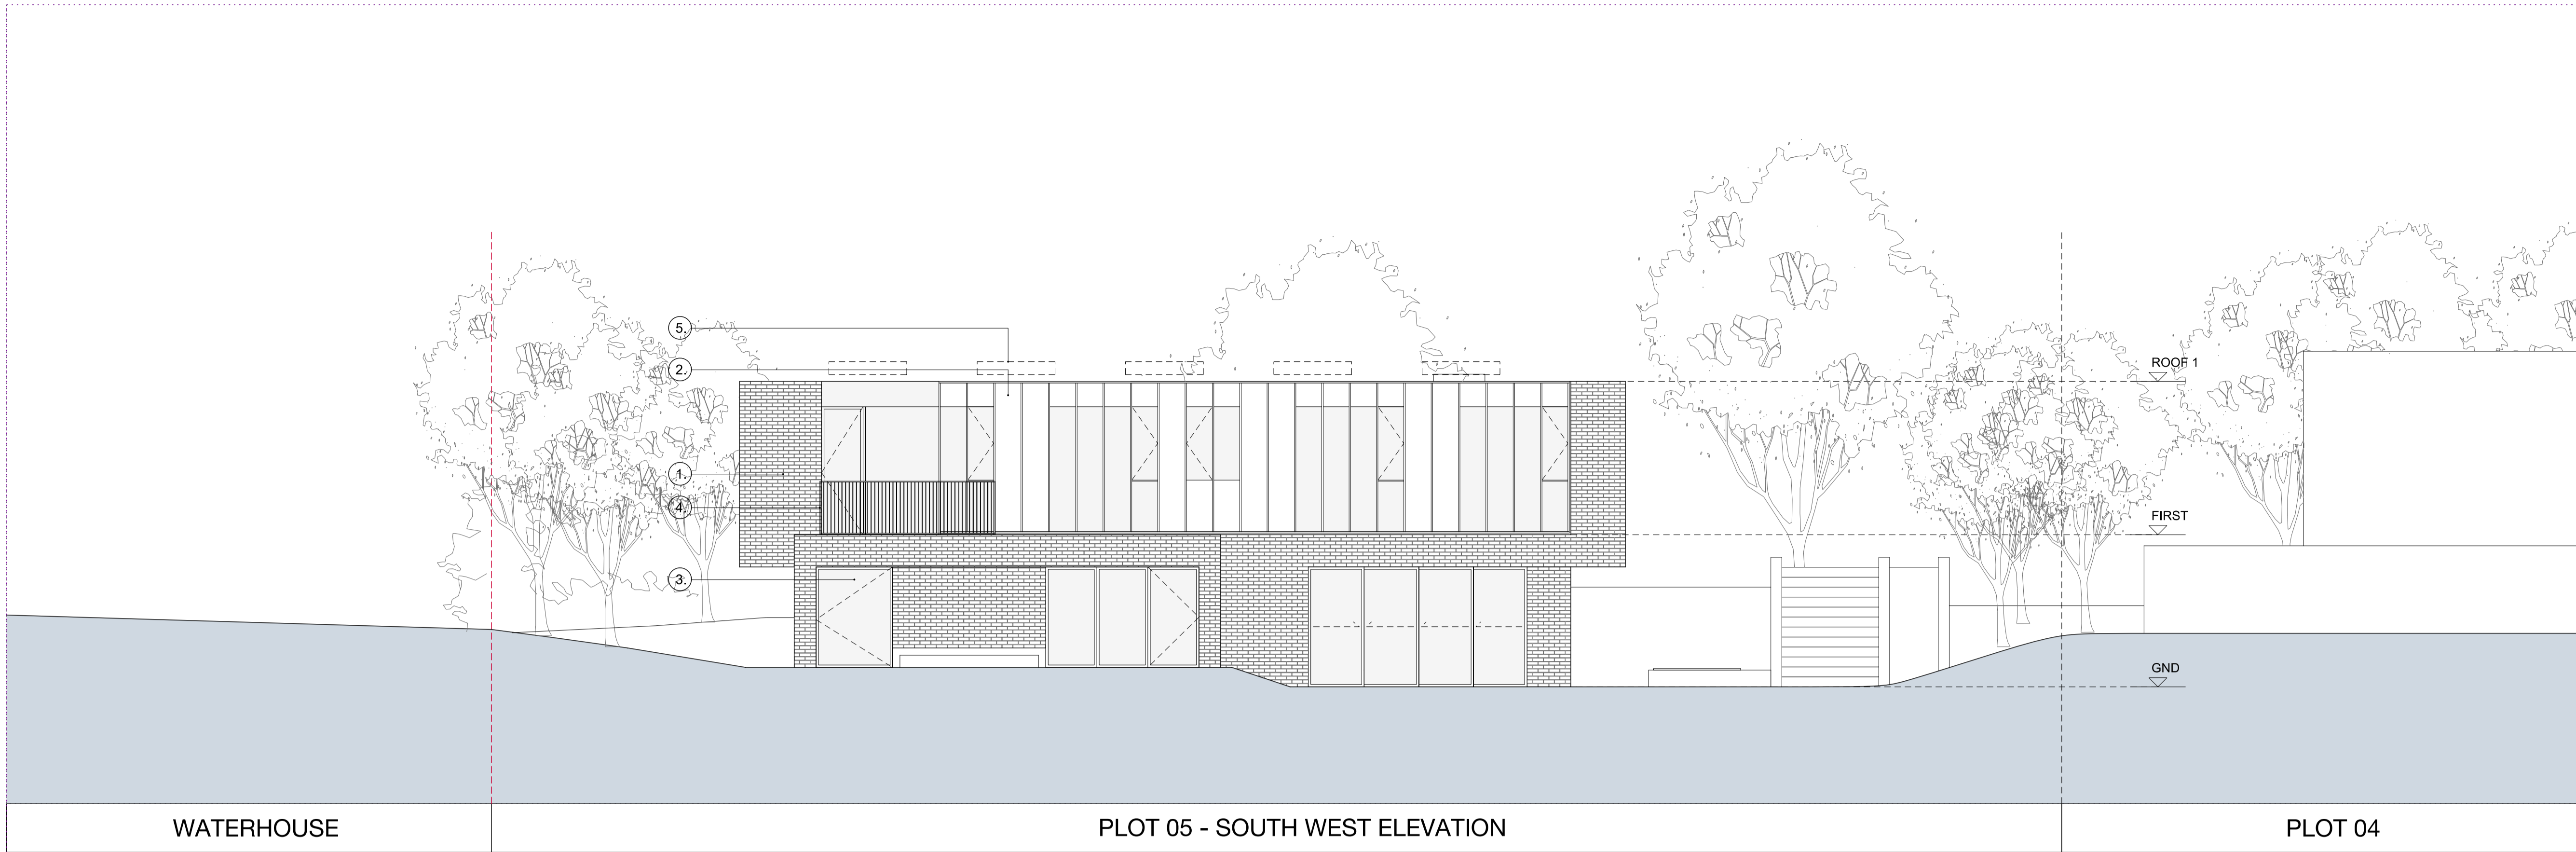 5.
2.
ROOF 1
1.
4.
FIRST
3.
GND
WATERHOUSE
PLOT 05 - SOUTH WEST ELEVATION
PLOT 04